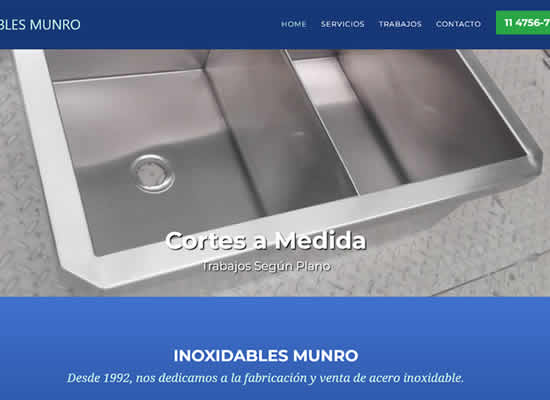 BLES MUNRO
HOME SERVICIOS TRABAJOS CONTACTO 11 4756-7
Cortes a Medida
Trabajos Según Plano
INOXIDABLES MUNRO
Desde 1992, nos dedicamos a la fabricación y venta de acero inoxidable.